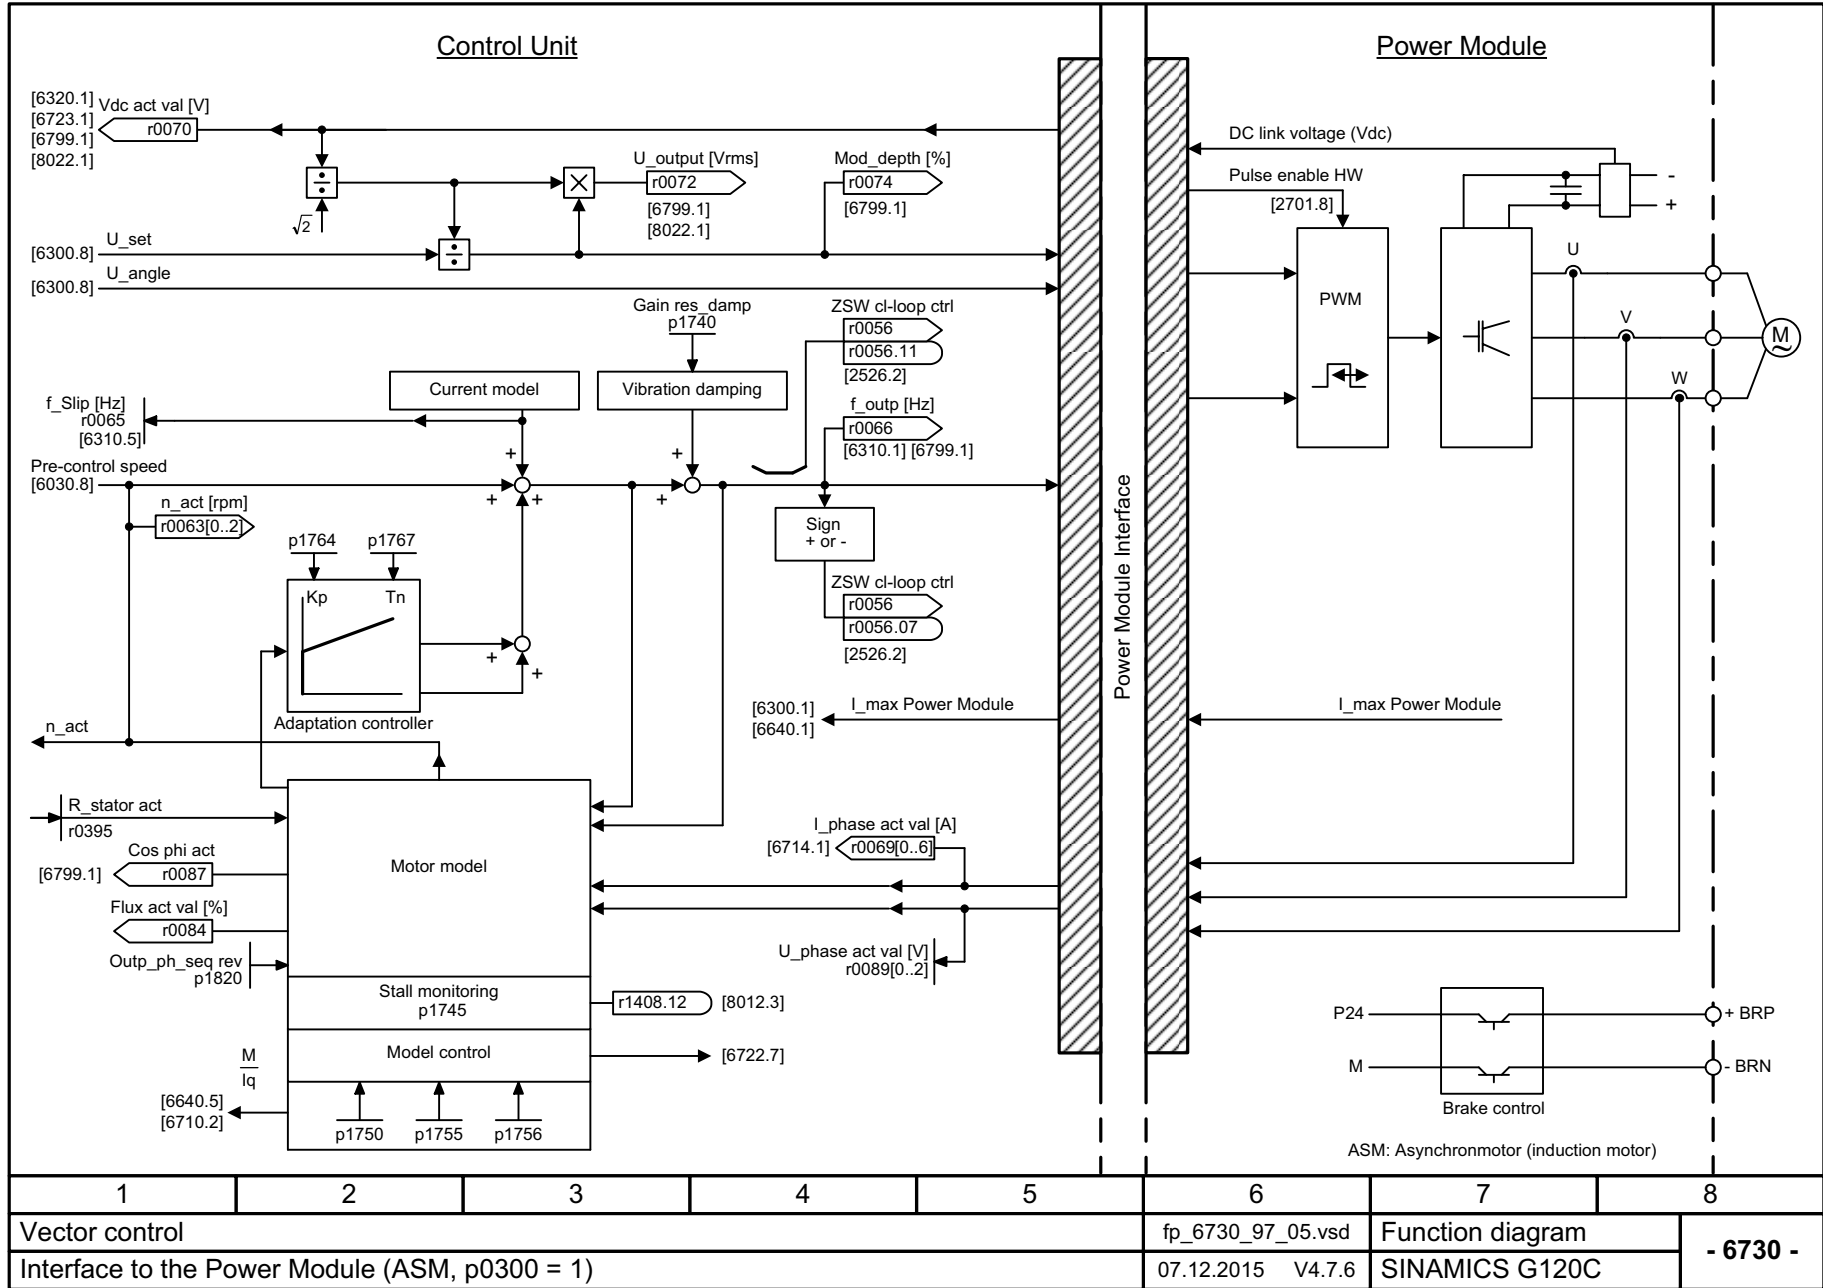 Control Unit
Power Module
[6320.1]
[6723.1]
[6799.1]
[8022.1]
Vdc act val [V]
r0070
√2
U_output [Vrms]
r0072
[6799.1]
[8022.1]
Mod_depth [%]
r0074
[6799.1]
U_set
[6300.8]
U_angle
[6300.8]
Gain res_damp
p1740
Vibration damping
Current model
ZSW cl-loop ctrl
r0056
r0056.11
[2526.2]
f_Slip [Hz]
r0065
[6310.5]
f_outp [Hz]
r0066
[6310.1] [6799.1]
Pre-control speed
[6030.8]
+
+
+
+
+
n_act [rpm]
r0063[0..2]
Sign
+ or -
ZSW cl-loop ctrl
r0056
r0056.07
[2526.2]
p1764
p1767
Kp
Tn
+
+
Adaptation controller
n_act
[6300.1]
[6640.1]
I_max Power Module
R_stator act
r0395
Cos phi act
[6799.1]
r0087
Flux act val [%]
r0084
Outp_ph_seq rev
p1820
Motor model
I_phase act val [A]
[6714.1]
r0069[0..6]
U_phase act val [V]
r0089[0..2]
Stall monitoring
p1745
r1408.12
[8012.3]
Model control
[6722.7]
M
Iq
[6640.5]
[6710.2]
p1750
p1755
p1756
Power Module Interface
DC link voltage (Vdc)
Pulse enable HW
[2701.8]
-
+
PWM
U
V
W
M
~
I_max Power Module
P24
+ BRP
M
- BRN
Brake control
ASM: Asynchronmotor (induction motor)
1 2 3 4 5 6 7 8
Vector control
fp_6730_97_05.vsd
Function diagram
- 6730 -
Interface to the Power Module (ASM, p0300 = 1)
07.12.2015 V4.7.6
SINAMICS G120C